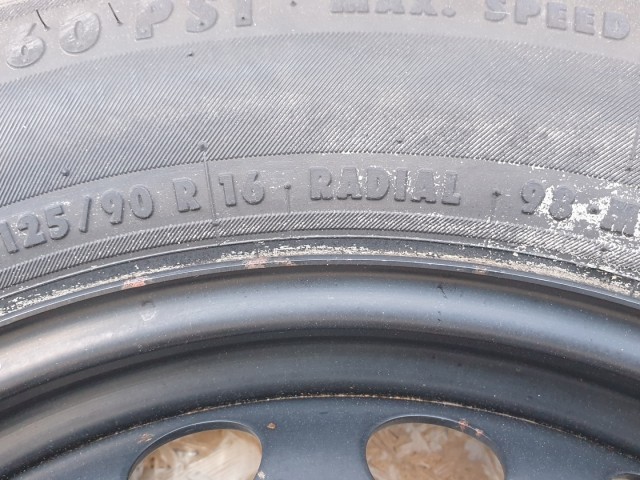 60 PSI MAX. SPEED
125/90 R 16 RADIAL 98-M